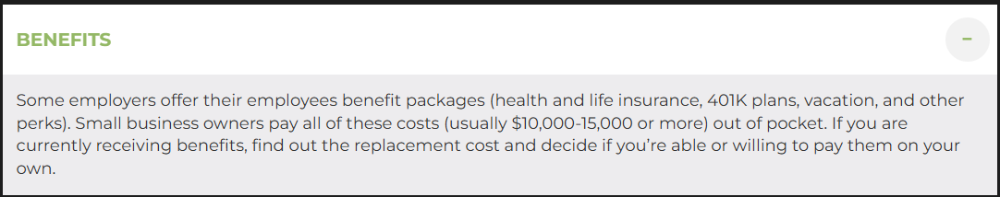 BENEFITS
−
Some employers offer their employees benefit packages (health and life insurance, 401K plans, vacation, and other
perks). Small business owners pay all of these costs (usually $10,000-15,000 or more) out of pocket. If you are
currently receiving benefits, find out the replacement cost and decide if you’re able or willing to pay them on your
own.